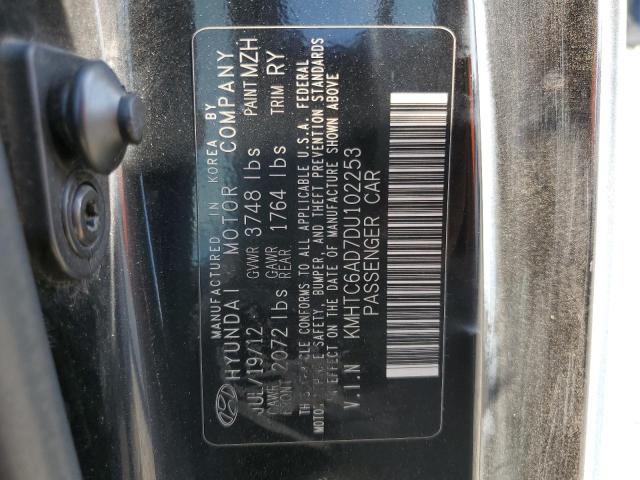 MANUFACTURED IN KOREA BY
HYUNDAI MOTOR COMPANY
JUL/19/12 GVWR 3748 lbs PAINT MZH
GAWR FRONT 2072 lbs GAWR REAR 1764 lbs TRIM RY
THIS CONFORMS TO ALL APPLICABLE U.S.A. FEDERAL
MOTOR SAFETY, BUMPER, AND THEFT PREVENTION STANDARDS
IN EFFECT ON THE DATE OF MANUFACTURE SHOWN ABOVE
V.I.N KMHTC6AD7DU102253
PASSENGER CAR